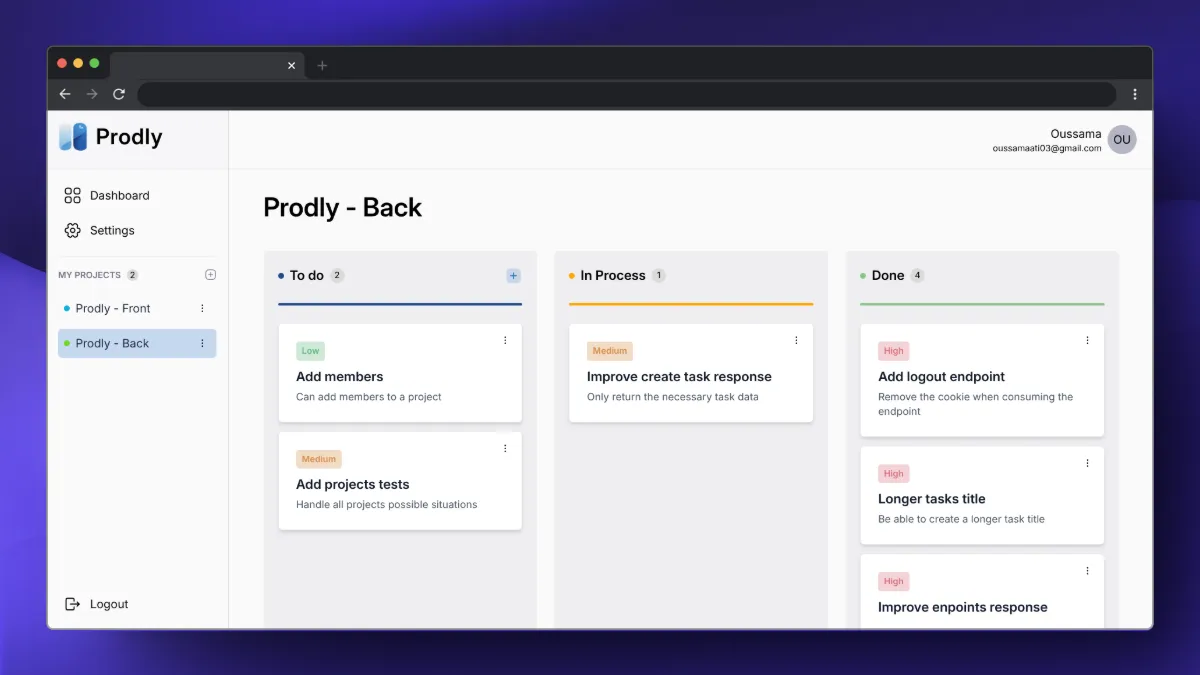 Prodly
Oussama
oussamaati03@gmail.com
OU
Dashboard
Settings
MY PROJECTS 2
Prodly - Front
Prodly - Back
Logout
Prodly - Back
To do 2
Low
Add members
Can add members to a project
Medium
Add projects tests
Handle all projects possible situations
In Process 1
Medium
Improve create task response
Only return the necessary task data
Done 4
High
Add logout endpoint
Remove the cookie when consuming the
endpoint
High
Longer tasks title
Be able to create a longer task title
High
Improve enpoints response